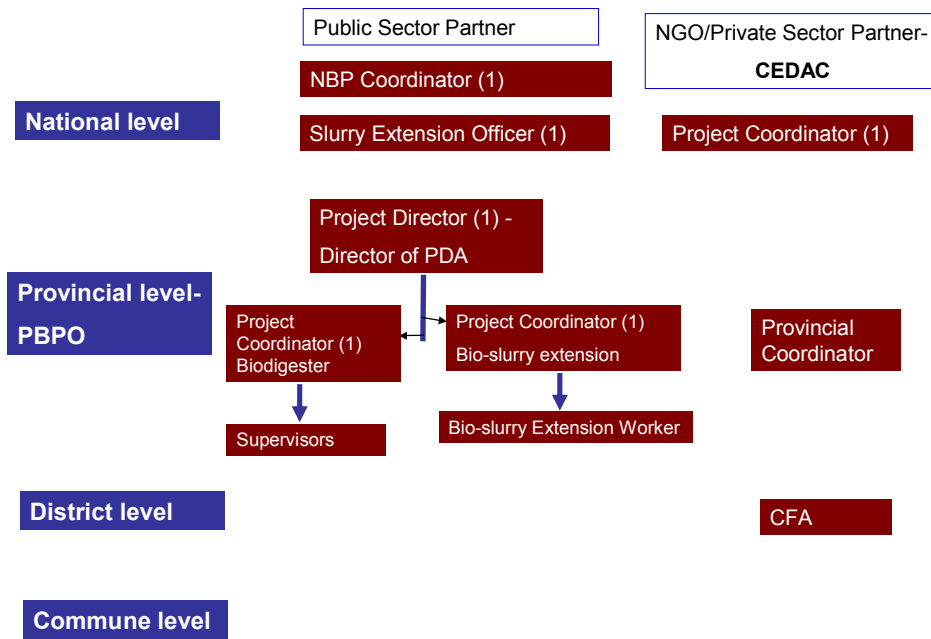 Public Sector Partner
NGO/Private Sector Partner-
CEDAC
NBP Coordinator (1)
National level
Slurry Extension Officer (1)
Project Coordinator (1)
Project Director (1) -
Director of PDA
Provincial level-
PBPO
Project
Coordinator (1)
Biodigester
Project Coordinator (1)
Bio-slurry extension
Provincial
Coordinator
Supervisors
Bio-slurry Extension Worker
District level
CFA
Commune level